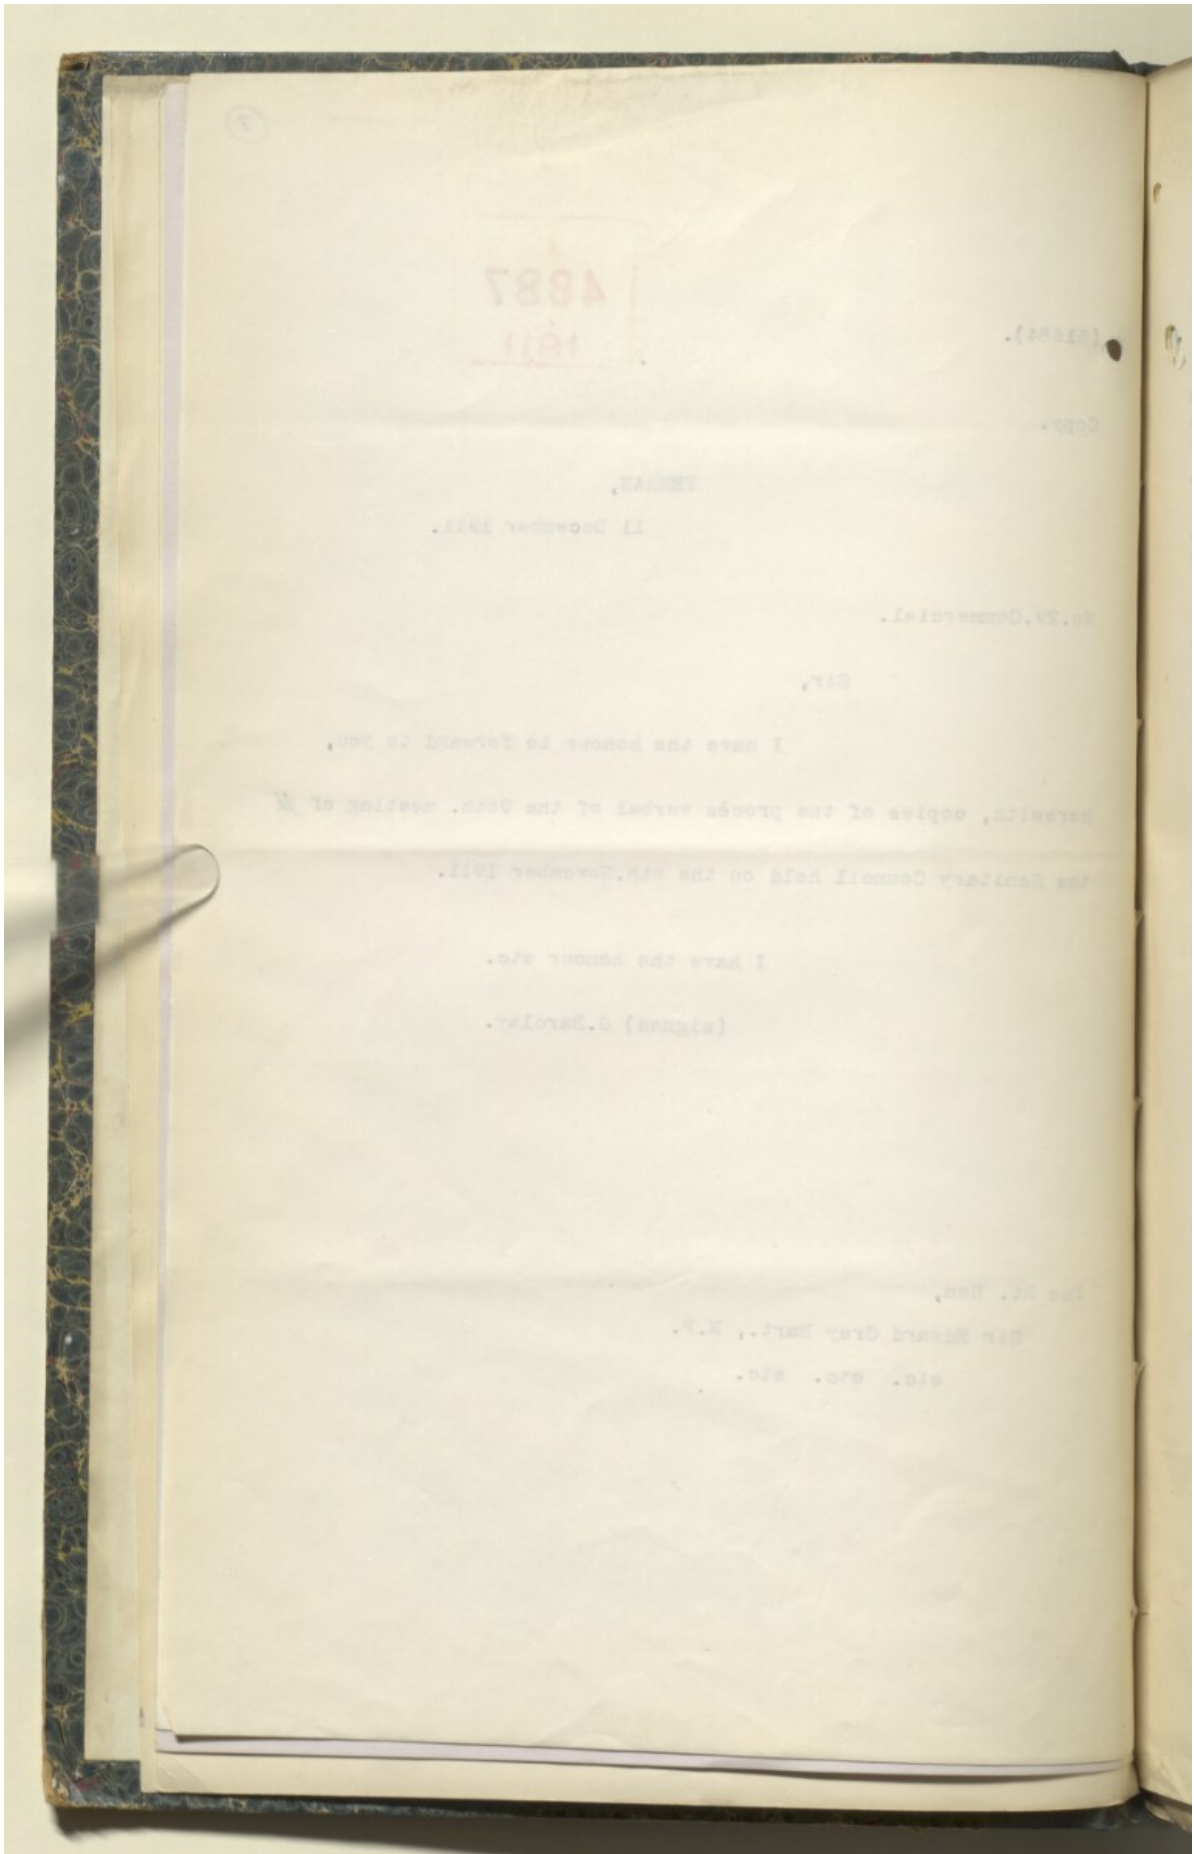 4887
1911
Copy.
TEHRAN,
11 December 1911.
No.29.Commercial.
Sir,
I have the honour to forward to you,
herewith, copies of the procès verbal of the 96th. meeting of
the Sanitary Council held on the 6th.November 1911.
I have the honour etc.
(signed) G.Barclay.
The Rt. Hon,
Sir Edward Grey Bart., M.P.
etc. etc. etc.